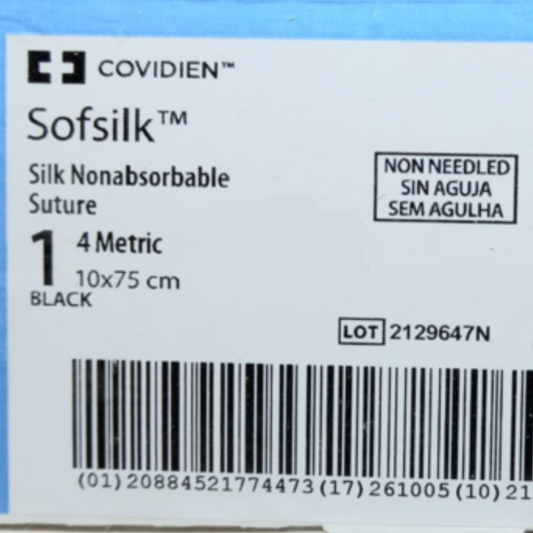 COVIDIEN™
Sofsilk™
Silk Nonabsorbable
Suture
NON NEEDLED
SIN AGUJA
SEM AGULHA
1 4 Metric
10x75 cm
BLACK
LOT 2129647N
(01)20884521774473(17)261005(10)21